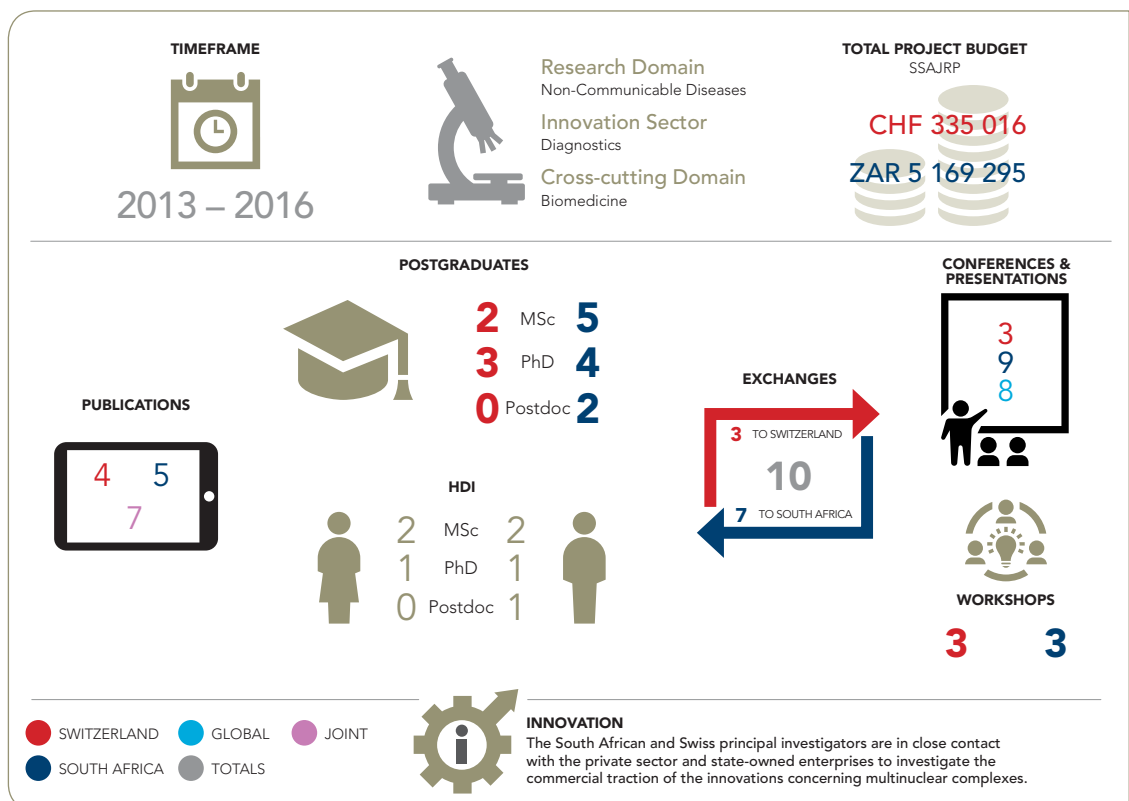 TIMEFRAME
2013 – 2016
Research Domain
Non-Communicable Diseases
Innovation Sector
Diagnostics
Cross-cutting Domain
Biomedicine
TOTAL PROJECT BUDGET
SSAJRP
CHF 335 016
ZAR 5 169 295
PUBLICATIONS
4 5
7
POSTGRADUATES
2 MSc 5
3 PhD 4
0 Postdoc 2
HDI
2 MSc 2
1 PhD 1
0 Postdoc 1
EXCHANGES
3 TO SWITZERLAND
10
7 TO SOUTH AFRICA
CONFERENCES &
PRESENTATIONS
3
9
8
WORKSHOPS
3 3
SWITZERLAND GLOBAL JOINT
SOUTH AFRICA TOTALS
i
INNOVATION
The South African and Swiss principal investigators are in close contact
with the private sector and state-owned enterprises to investigate the
commercial traction of the innovations concerning multinuclear complexes.